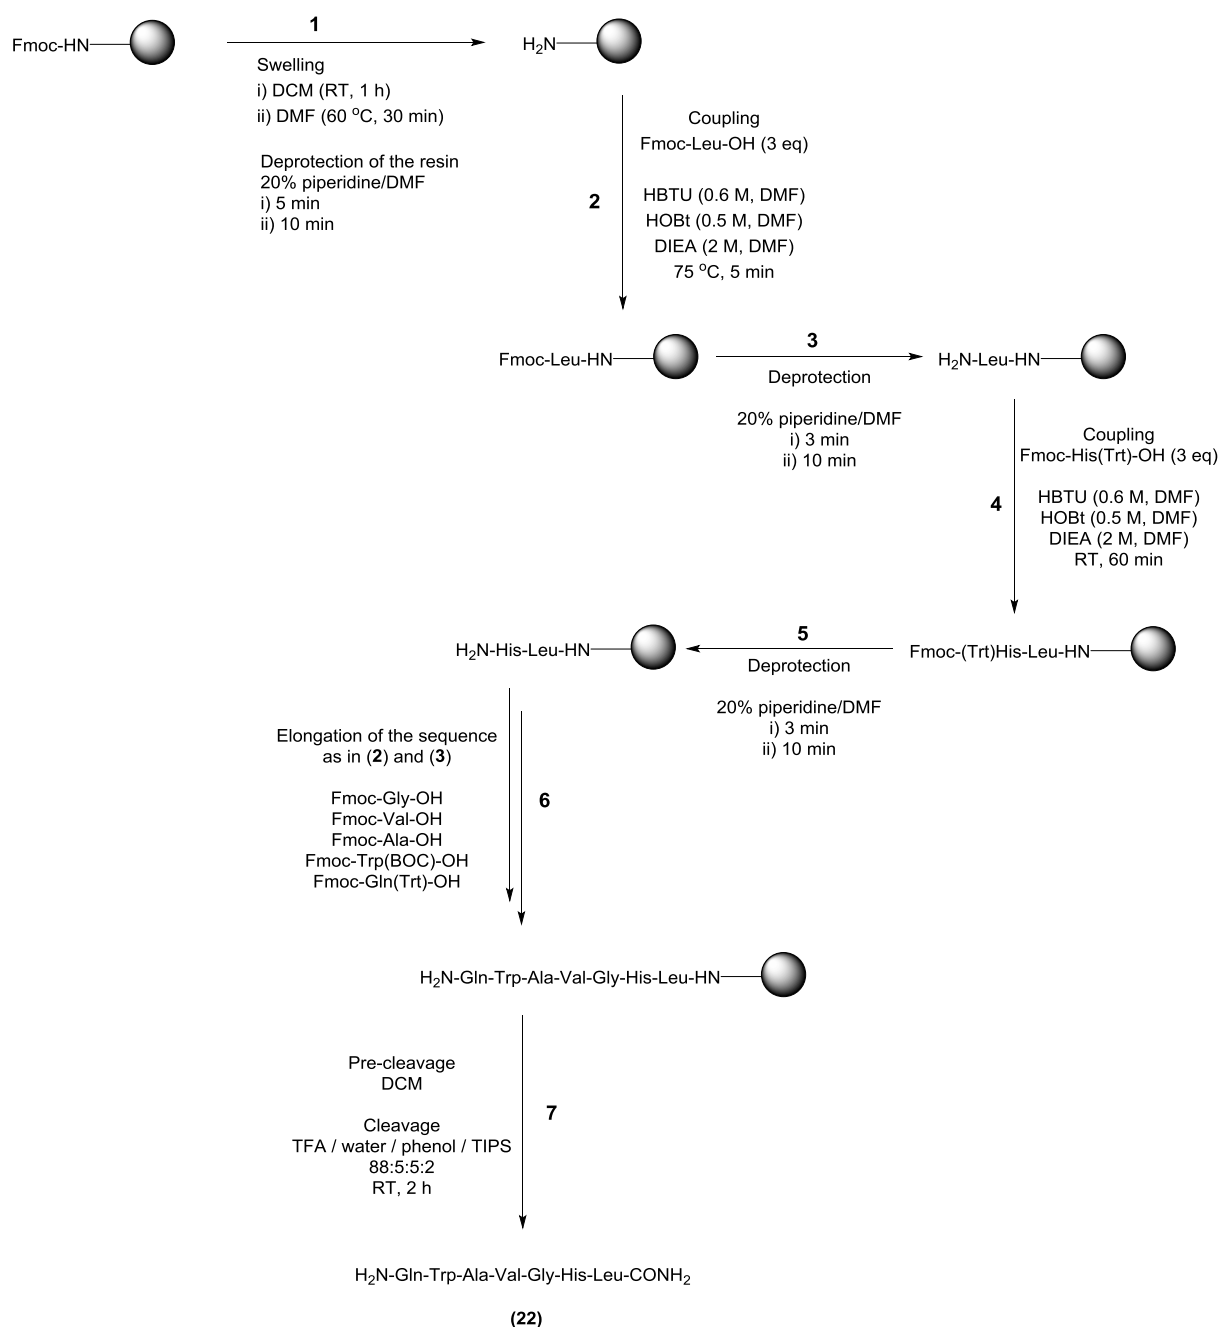 Fmoc-HN
1
H₂N
Swelling
i) DCM (RT, 1 h)
ii) DMF (60 °C, 30 min)
Deprotection of the resin
20% piperidine/DMF
i) 5 min
ii) 10 min
Coupling
Fmoc-Leu-OH (3 eq)
2
HBTU (0.6 M, DMF)
HOBt (0.5 M, DMF)
DIEA (2 M, DMF)
75 °C, 5 min
Fmoc-Leu-HN
3
Deprotection
20% piperidine/DMF
i) 3 min
ii) 10 min
H₂N-Leu-HN
Coupling
Fmoc-His(Trt)-OH (3 eq)
4
HBTU (0.6 M, DMF)
HOBt (0.5 M, DMF)
DIEA (2 M, DMF)
RT, 60 min
Fmoc-(Trt)His-Leu-HN
5
Deprotection
20% piperidine/DMF
i) 3 min
ii) 10 min
H₂N-His-Leu-HN
Elongation of the sequence
as in (2) and (3)
Fmoc-Gly-OH
Fmoc-Val-OH
Fmoc-Ala-OH
Fmoc-Trp(BOC)-OH
Fmoc-Gln(Trt)-OH
6
H₂N-Gln-Trp-Ala-Val-Gly-His-Leu-HN
Pre-cleavage
DCM
7
Cleavage
TFA / water / phenol / TIPS
88:5:5:2
RT, 2 h
H₂N-Gln-Trp-Ala-Val-Gly-His-Leu-CONH₂
(22)